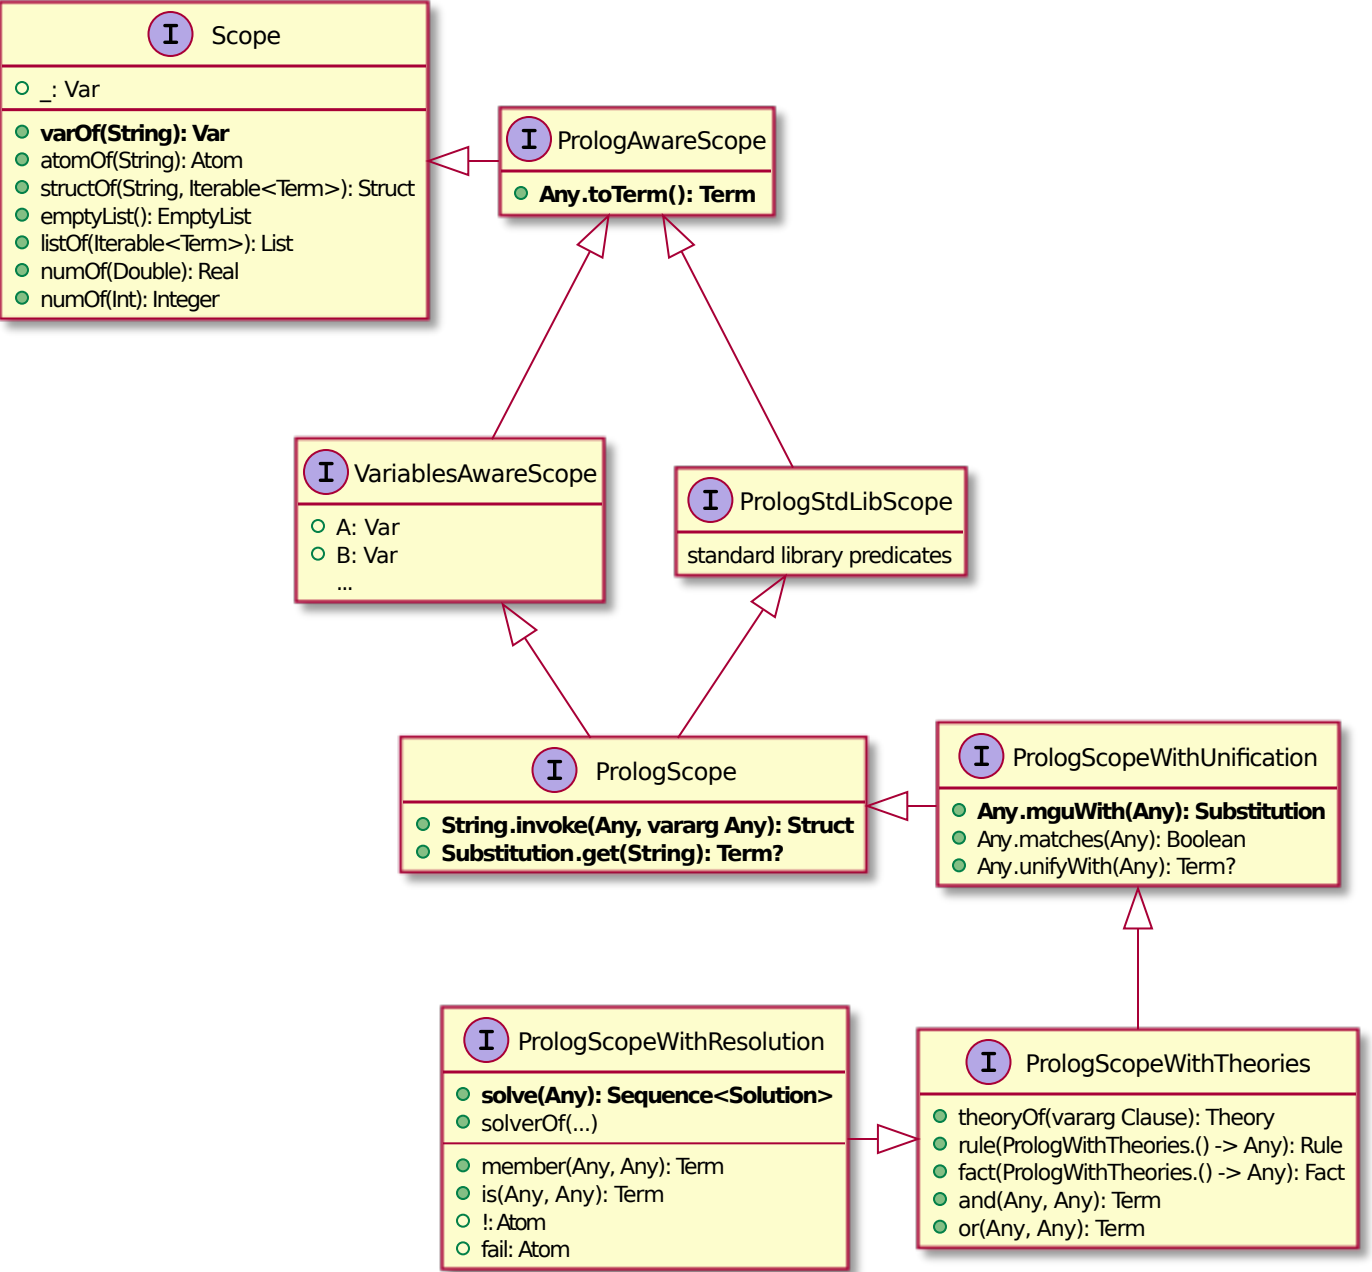 I Scope
_: Var
varOf(String): Var
atomOf(String): Atom
structOf(String, Iterable<Term>): Struct
emptyList(): EmptyList
listOf(Iterable<Term>): List
numOf(Double): Real
numOf(Int): Integer
I PrologAwareScope
Any.toTerm(): Term
I VariablesAwareScope
A: Var
B: Var
...
I PrologStdLibScope
standard library predicates
I PrologScope
String.invoke(Any, vararg Any): Struct
Substitution.get(String): Term?
I PrologScopeWithUnification
Any.mguWith(Any): Substitution
Any.matches(Any): Boolean
Any.unifyWith(Any): Term?
I PrologScopeWithResolution
solve(Any): Sequence<Solution>
solverOf(...)
member(Any, Any): Term
is(Any, Any): Term
!: Atom
fail: Atom
I PrologScopeWithTheories
theoryOf(vararg Clause): Theory
rule(PrologWithTheories.() -> Any): Rule
fact(PrologWithTheories.() -> Any): Fact
and(Any, Any): Term
or(Any, Any): Term